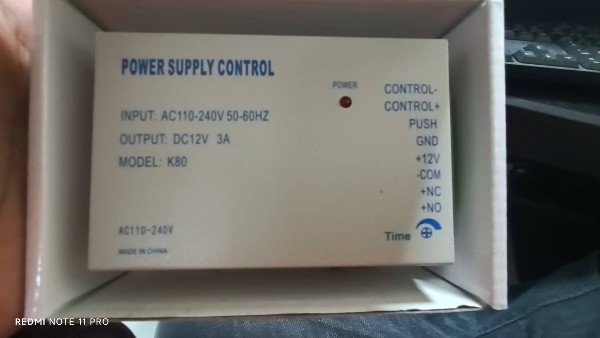 POWER SUPPLY CONTROL
INPUT: AC110-240V 50-60HZ
OUTPUT: DC12V 3A
MODEL: K80
AC110-240V
MADE IN CHINA
POWER
CONTROL-
CONTROL+
PUSH
GND
+12V
-COM
+NC
+NO
Time
REDMI NOTE 11 PRO